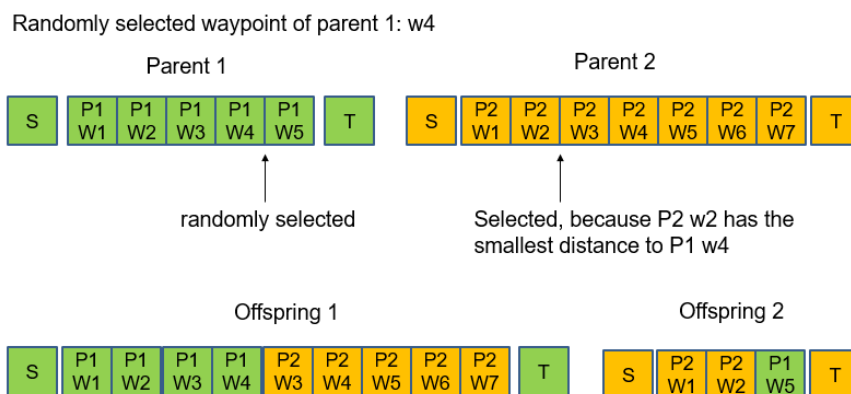 Randomly selected waypoint of parent 1: w4
Parent 1
Parent 2
S P1 W1 P1 W2 P1 W3 P1 W4 P1 W5 T
S P2 W1 P2 W2 P2 W3 P2 W4 P2 W5 P2 W6 P2 W7 T
randomly selected
Selected, because P2 w2 has the
smallest distance to P1 w4
Offspring 1
Offspring 2
S P1 W1 P1 W2 P1 W3 P1 W4 P2 W3 P2 W4 P2 W5 P2 W6 P2 W7 T
S P2 W1 P2 W2 P1 W5 T